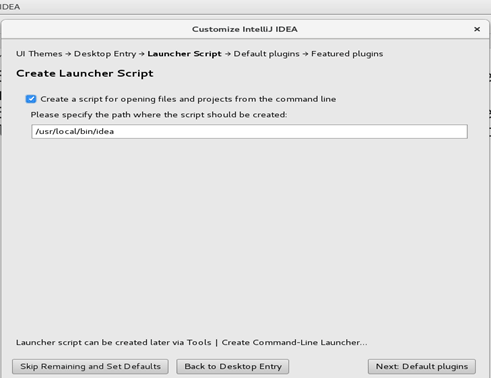 IDEA
Customize IntelliJ IDEA ×
UI Themes → Desktop Entry → Launcher Script → Default plugins → Featured plugins
Create Launcher Script
Create a script for opening files and projects from the command line
Please specify the path where the script should be created:
/usr/local/bin/idea
Launcher script can be created later via Tools | Create Command-Line Launcher...
Skip Remaining and Set Defaults Back to Desktop Entry Next: Default plugins